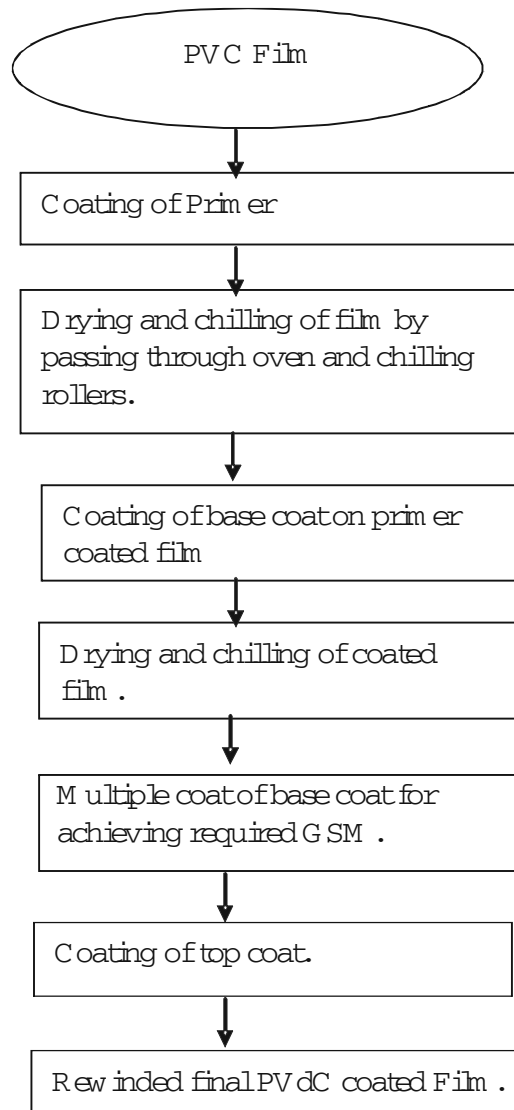 PVC Film
Coating of Primer
Drying and chilling of film by
passing through oven and chilling
rollers.
Coating of base coat on primer
coated film
Drying and chilling of coated
film.
Multiple coat of base coat for
achieving required GSM.
Coating of top coat.
Rewinded final PVdC coated Film.